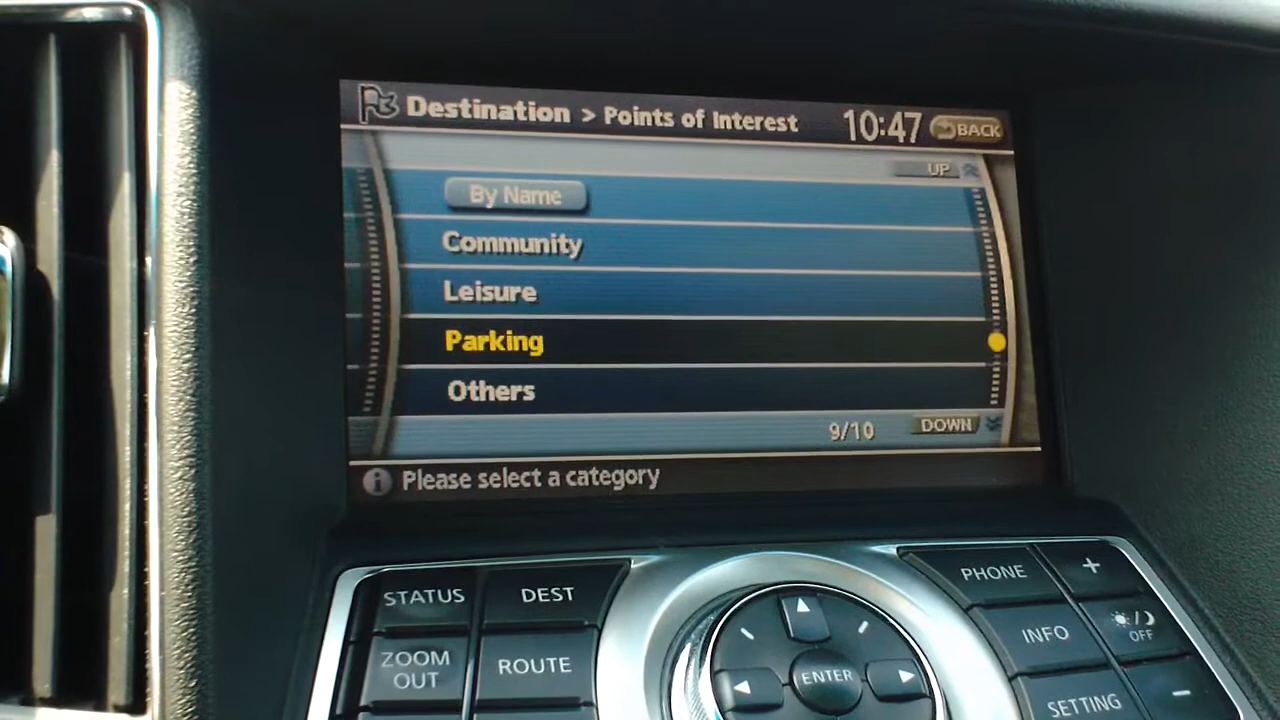 Destination > Points of Interest 10:47 BACK
UP
By Name
Community
Leisure
Parking
Others
9/10 DOWN
Please select a category
STATUS DEST PHONE +
ZOOM OUT ROUTE ENTER INFO OFF
SETTING -